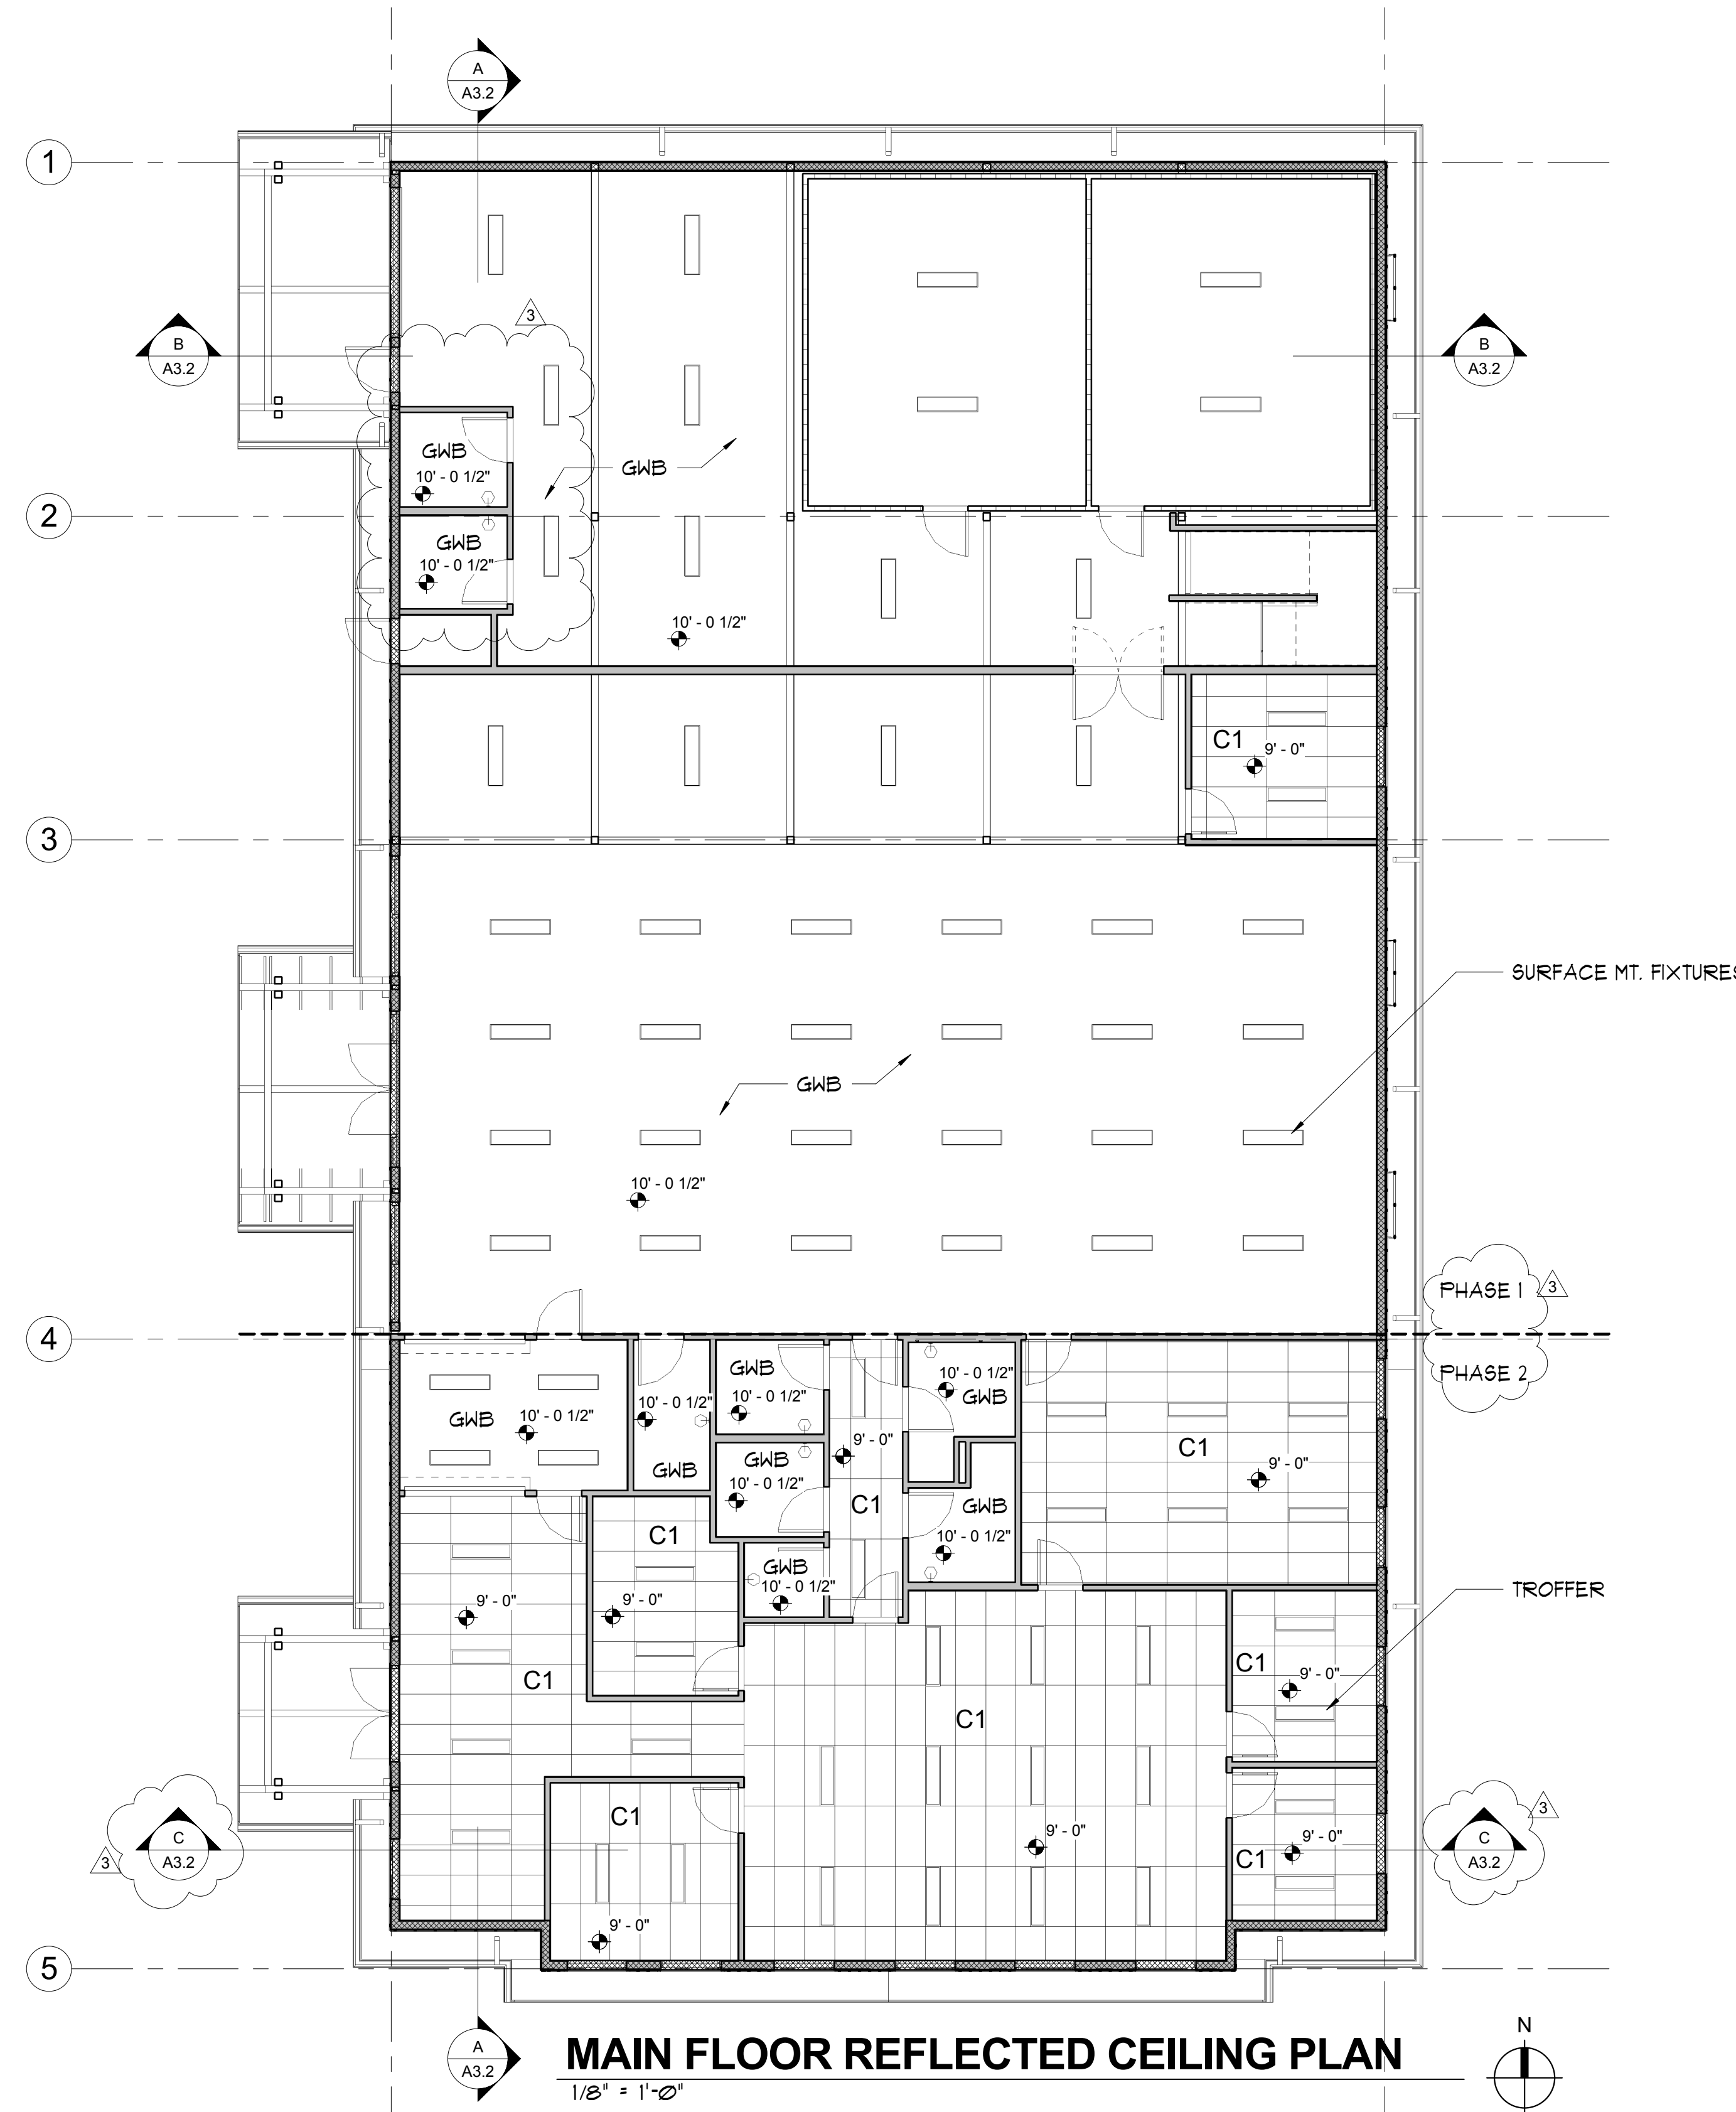 A
A3.2
1
3
B
A3.2
B
A3.2
GWB
10' - 0 1/2"
GWB
2
GWB
10' - 0 1/2"
10' - 0 1/2"
C1
9' - 0"
3
SURFACE MT. FIXTURES
GWB
10' - 0 1/2"
PHASE 1
3
4
PHASE 2
GWB
10' - 0 1/2"
10' - 0 1/2"
GWB
GWB
10' - 0 1/2"
GWB
10' - 0 1/2"
GWB
10' - 0 1/2"
9' - 0"
C1
10' - 0 1/2"
GWB
GWB
10' - 0 1/2"
C1
9' - 0"
C1
9' - 0"
9' - 0"
C1
TROFFER
C1
9' - 0"
C1
9' - 0"
C1
9' - 0"
C1
9' - 0"
C
A3.2
3
C
A3.2
3
5
A
A3.2
MAIN FLOOR REFLECTED CEILING PLAN
1/8" = 1'-0"
N